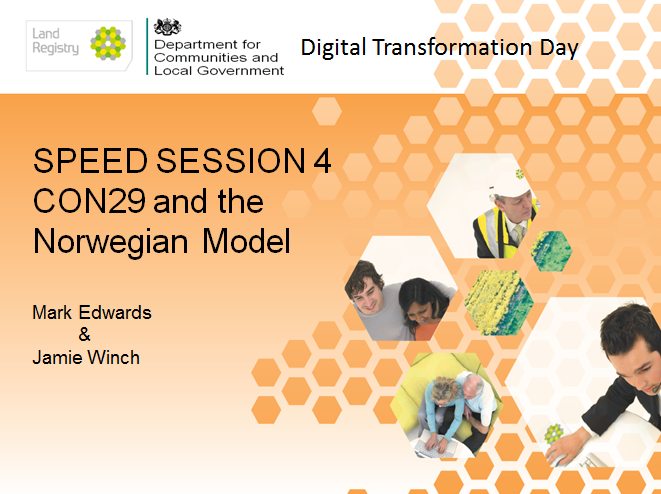 Land
Registry
Department for
Communities and
Local Government
Digital Transformation Day
SPEED SESSION 4
CON29 and the
Norwegian Model
Mark Edwards
&
Jamie Winch